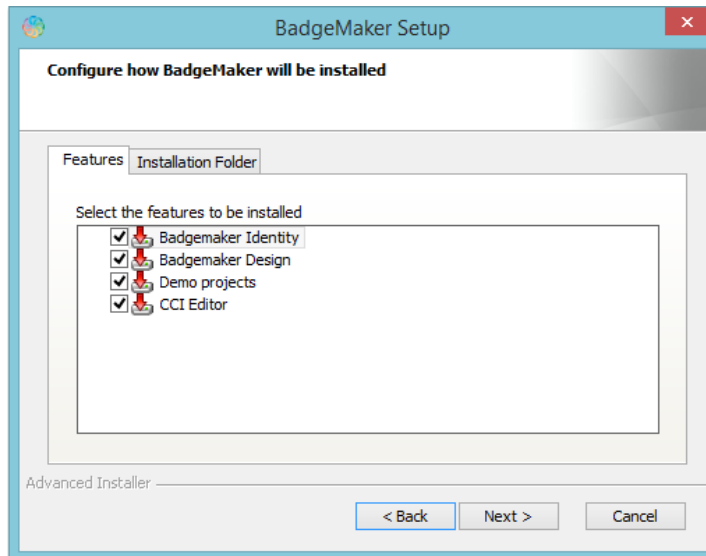 BadgeMaker Setup
Configure how BadgeMaker will be installed
Features Installation Folder
Select the features to be installed
Badgemaker Identity
Badgemaker Design
Demo projects
CCI Editor
Advanced Installer
< Back Next > Cancel